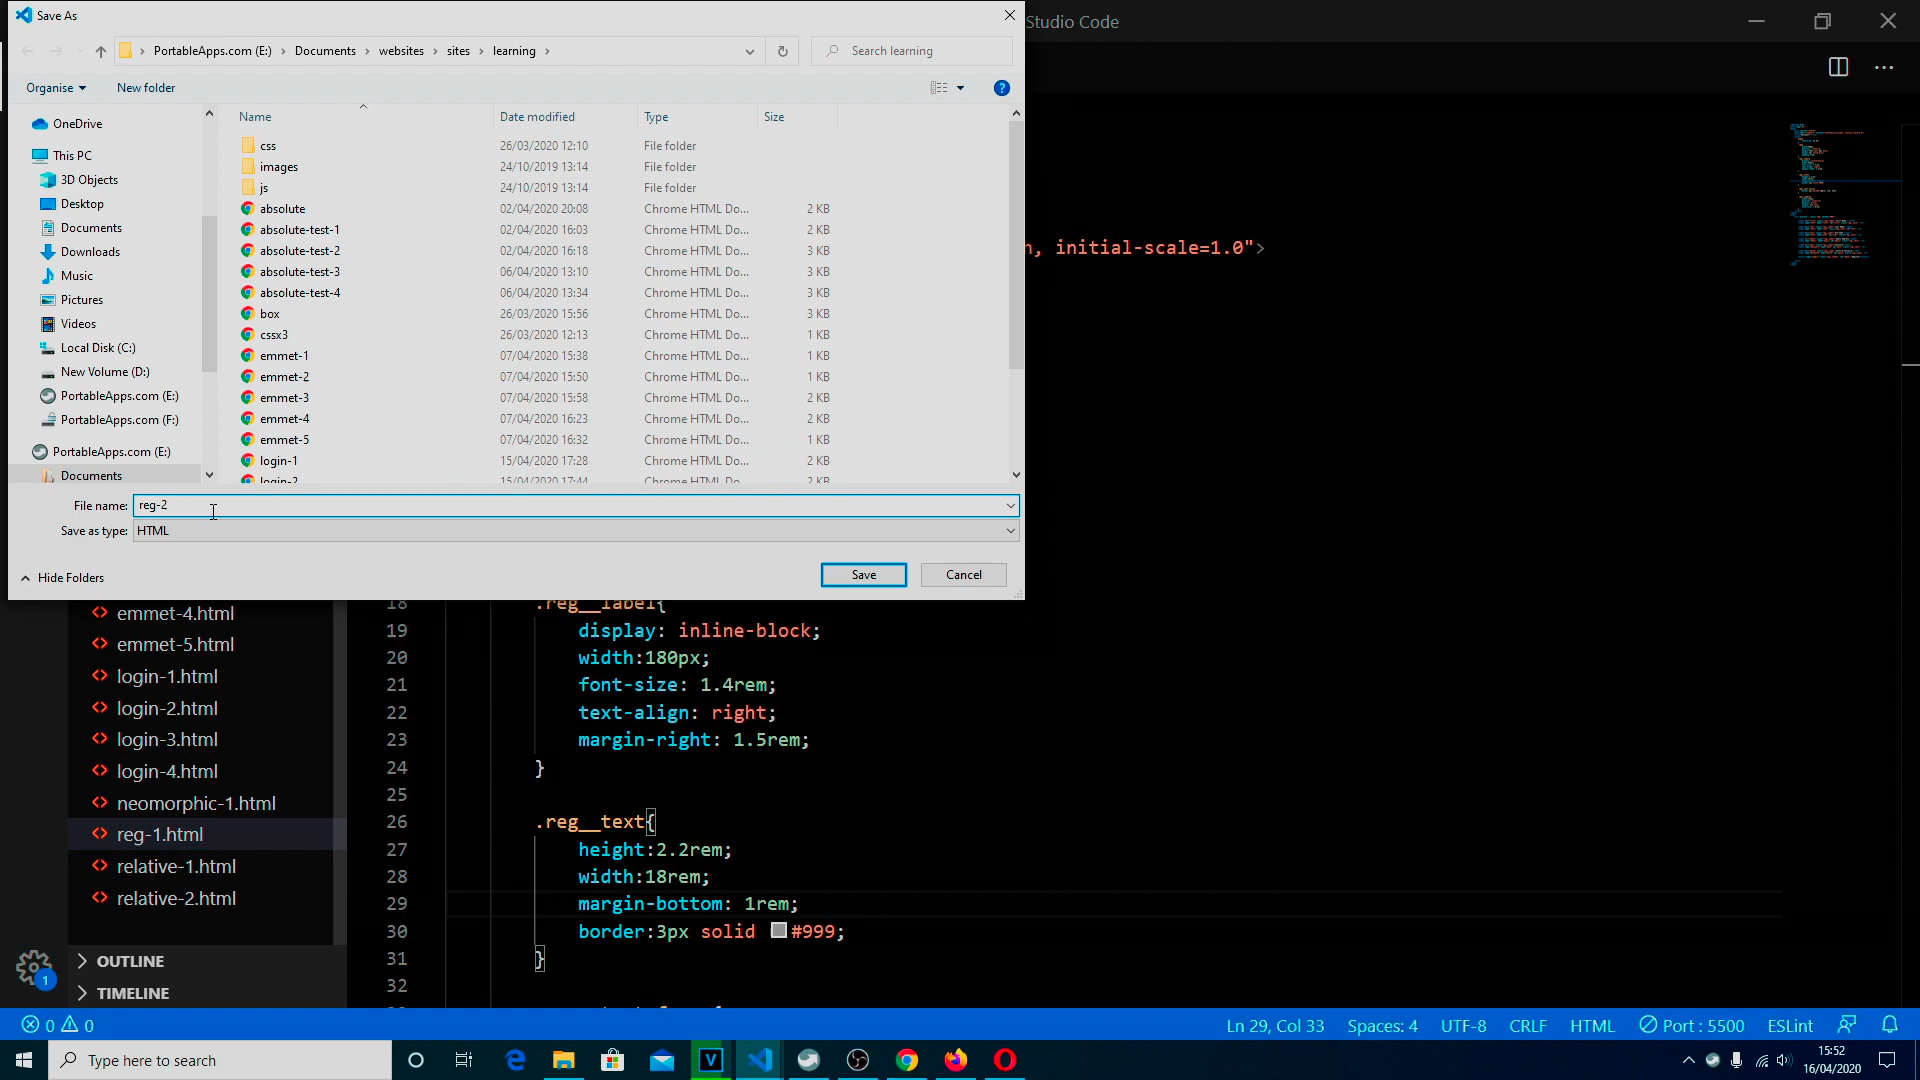 Save As
Studio Code
PortableApps.com (E:) > Documents > websites > sites > learning >
Search learning
Organise
New folder
Name
Date modified
Type
Size
OneDrive
This PC
3D Objects
Desktop
Documents
Downloads
Music
Pictures
Videos
Local Disk (C:)
New Volume (D:)
PortableApps.com (E:)
PortableApps.com (F:)
PortableApps.com (E:)
Documents
css 26/03/2020 12:10 File folder
images 24/10/2019 13:14 File folder
js 24/10/2019 13:14 File folder
absolute 02/04/2020 20:08 Chrome HTML Do... 2 KB
absolute-test-1 02/04/2020 16:03 Chrome HTML Do... 2 KB
absolute-test-2 02/04/2020 16:18 Chrome HTML Do... 3 KB
absolute-test-3 06/04/2020 13:10 Chrome HTML Do... 3 KB
absolute-test-4 06/04/2020 13:34 Chrome HTML Do... 3 KB
box 26/03/2020 15:56 Chrome HTML Do... 3 KB
cssx3 26/03/2020 12:13 Chrome HTML Do... 1 KB
emmet-1 07/04/2020 15:38 Chrome HTML Do... 1 KB
emmet-2 07/04/2020 15:50 Chrome HTML Do... 1 KB
emmet-3 07/04/2020 15:58 Chrome HTML Do... 2 KB
emmet-4 07/04/2020 16:23 Chrome HTML Do... 2 KB
emmet-5 07/04/2020 16:32 Chrome HTML Do... 1 KB
login-1 15/04/2020 17:28 Chrome HTML Do... 2 KB
login-2 15/04/2020 17:44 Chrome HTML Do... 2 KB
File name: reg-2
Save as type: HTML
Hide Folders
Save
Cancel
, initial-scale=1.0">
emmet-4.html
emmet-5.html
login-1.html
login-2.html
login-3.html
login-4.html
neomorphic-1.html
reg-1.html
relative-1.html
relative-2.html
OUTLINE
TIMELINE
1
18 .reg__label{
19 display: inline-block;
20 width:180px;
21 font-size: 1.4rem;
22 text-align: right;
23 margin-right: 1.5rem;
24 }
25
26 .reg__text{
27 height:2.2rem;
28 width:18rem;
29 margin-bottom: 1rem;
30 border:3px solid #999;
31 }
32
0 0
Ln 29, Col 33
Spaces: 4
UTF-8
CRLF
HTML
Port : 5500
ESLint
Type here to search
15:52
16/04/2020